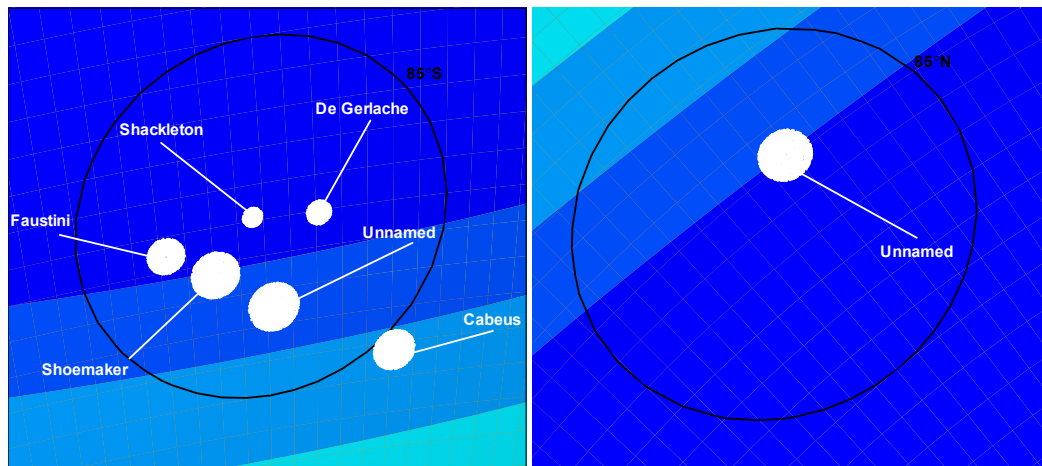 85°S
De Gerlache
Shackleton
Faustini
Unnamed
Cabeus
Shoemaker
85°N
Unnamed